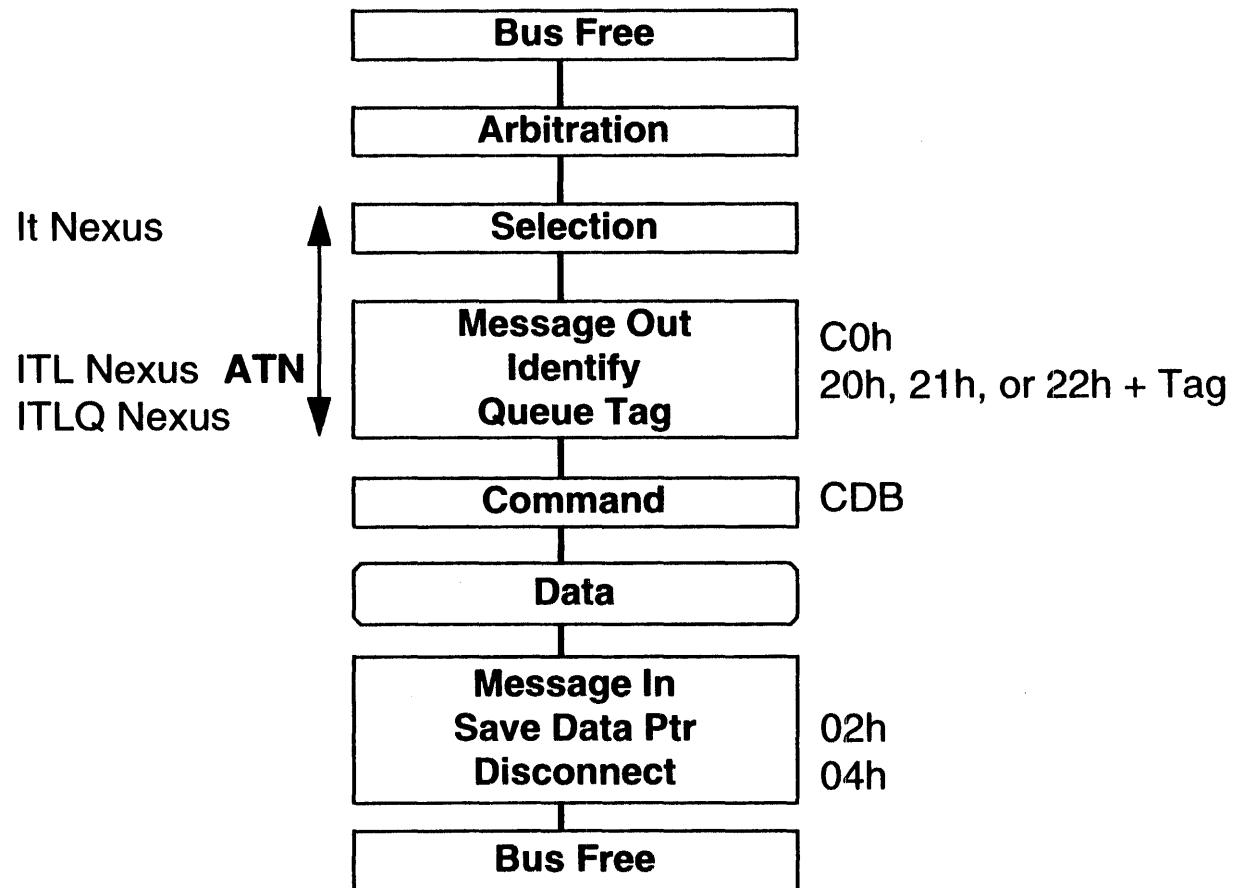 Bus Free
Arbitration
It Nexus
Selection
Message Out
Identify
Queue Tag
ITL Nexus ATN
ITLQ Nexus
C0h
20h, 21h, or 22h + Tag
Command
CDB
Data
Message In
Save Data Ptr
Disconnect
02h
04h
Bus Free